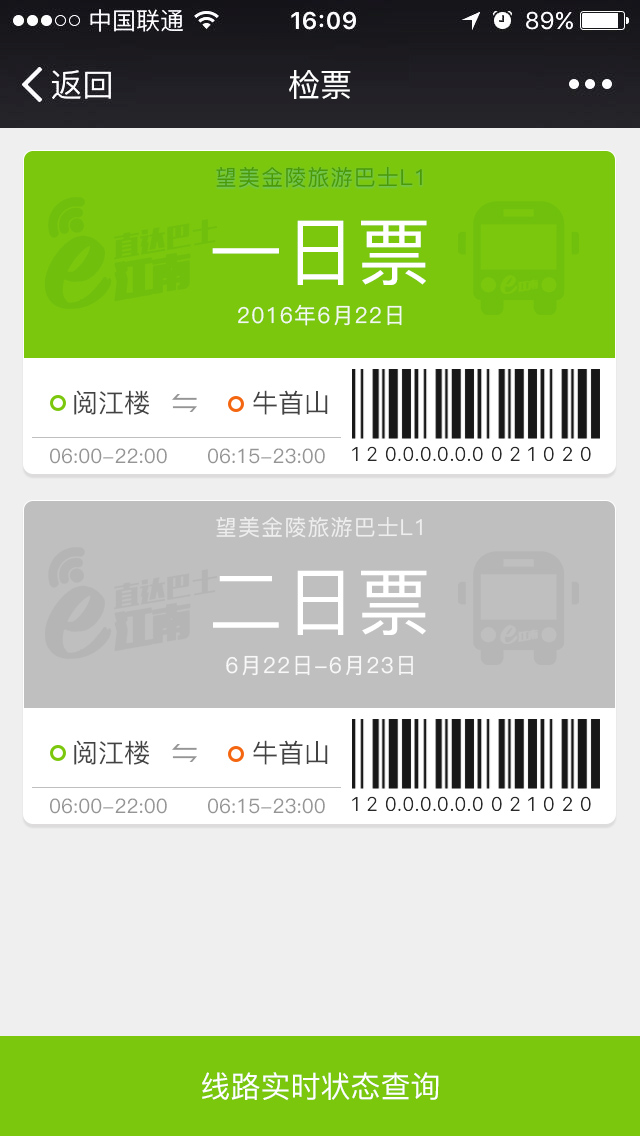 中国联通 16:09 89%
返回 检票
望美金陵旅游巴士L1
直达巴士
e江南
一日票
2016年6月22日
阅江楼 牛首山
06:00-22:00 06:15-23:00
1 2 0.0.0.0.0.0 0 2 1 0 2 0
望美金陵旅游巴士L1
直达巴士
e江南
二日票
6月22日-6月23日
阅江楼 牛首山
06:00-22:00 06:15-23:00
1 2 0.0.0.0.0.0 0 2 1 0 2 0
线路实时状态查询